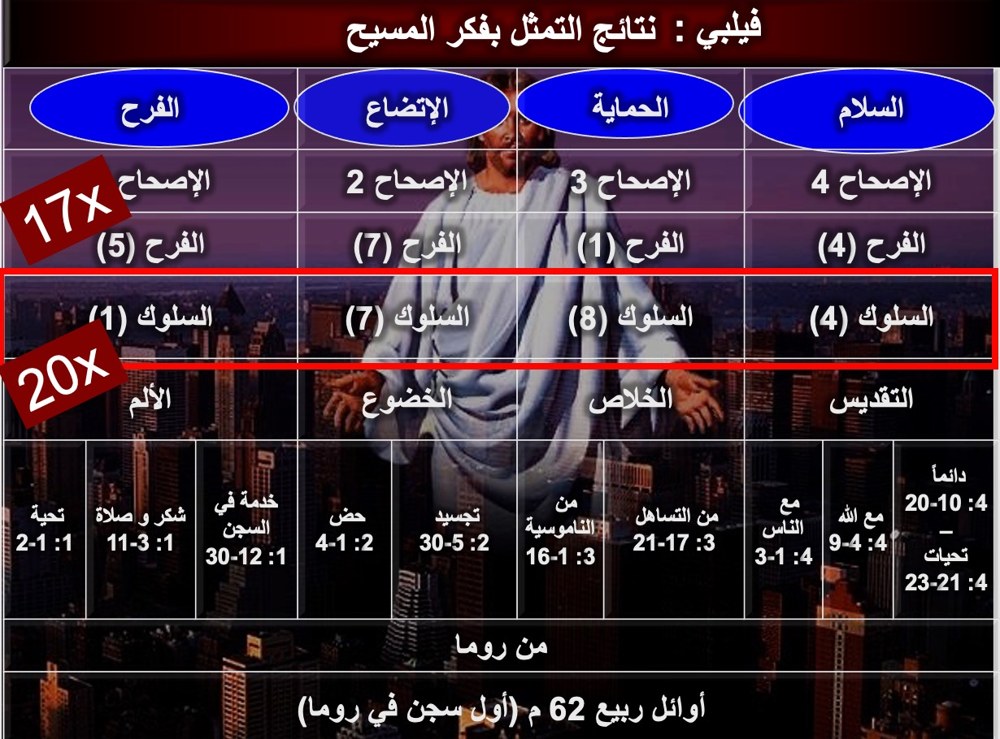 فيلبي : نتائج التمثل بفكر المسيح
الفرح
الإتضاع
الحماية
السلام
الإصحاح
الإصحاح 2
الإصحاح 3
الإصحاح 4
17x
الفرح (5)
الفرح (7)
الفرح (1)
الفرح (4)
السلوك (1)
السلوك (7)
السلوك (8)
السلوك (4)
20x
الألم
الخضوع
الخلاص
التقديس
تحية
1: 1-2
شكر و صلاة
1: 3-11
خدمة في
السجن
1: 12-30
حض
2: 1-4
تجسيد
2: 5-30
من
الناموسية
3: 1-16
من التساهل
3: 17-21
مع
الناس
4: 1-3
مع الله
4: 4-9
دائماً
4: 10-20
–
تحيات
4: 21-23
من روما
أوائل ربيع 62 م (أول سجن في روما)